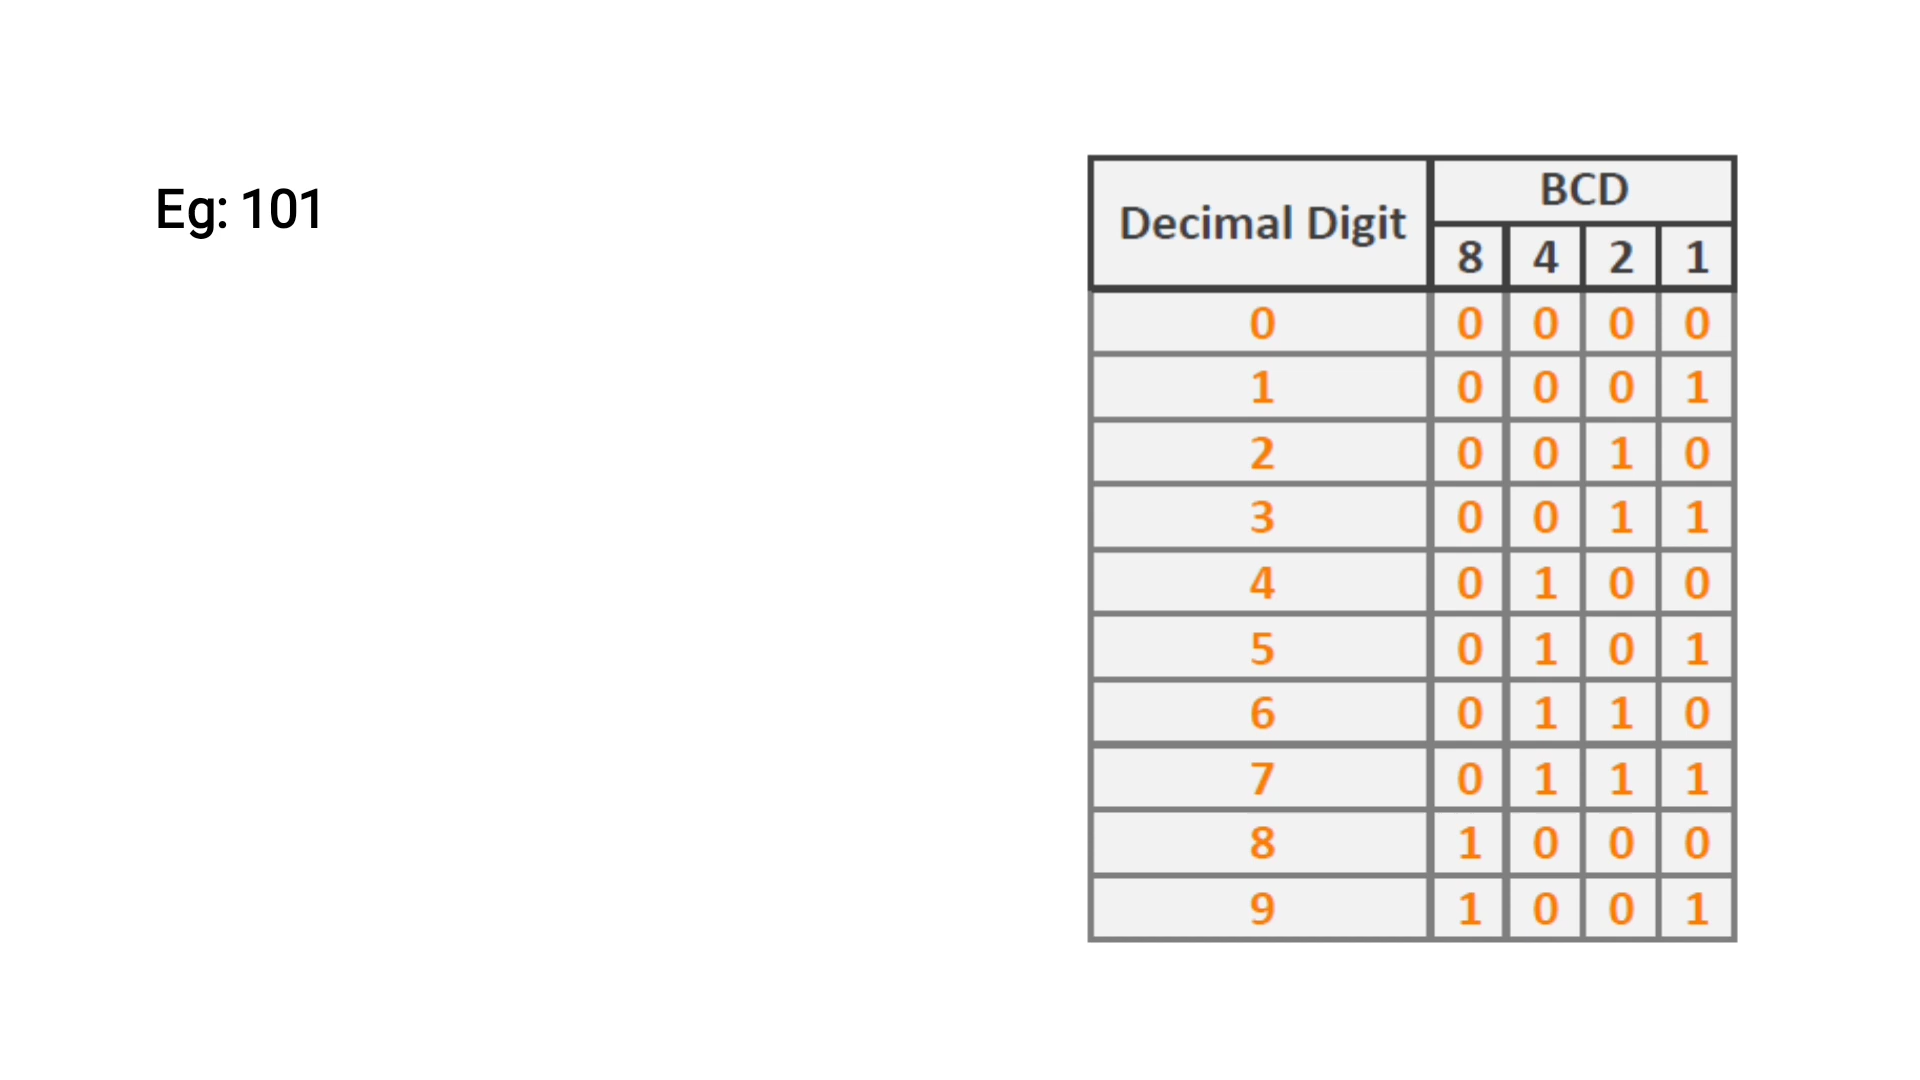 Eg: 101
Decimal Digit BCD
8 4 2 1
0 0 0 0 0
1 0 0 0 1
2 0 0 1 0
3 0 0 1 1
4 0 1 0 0
5 0 1 0 1
6 0 1 1 0
7 0 1 1 1
8 1 0 0 0
9 1 0 0 1